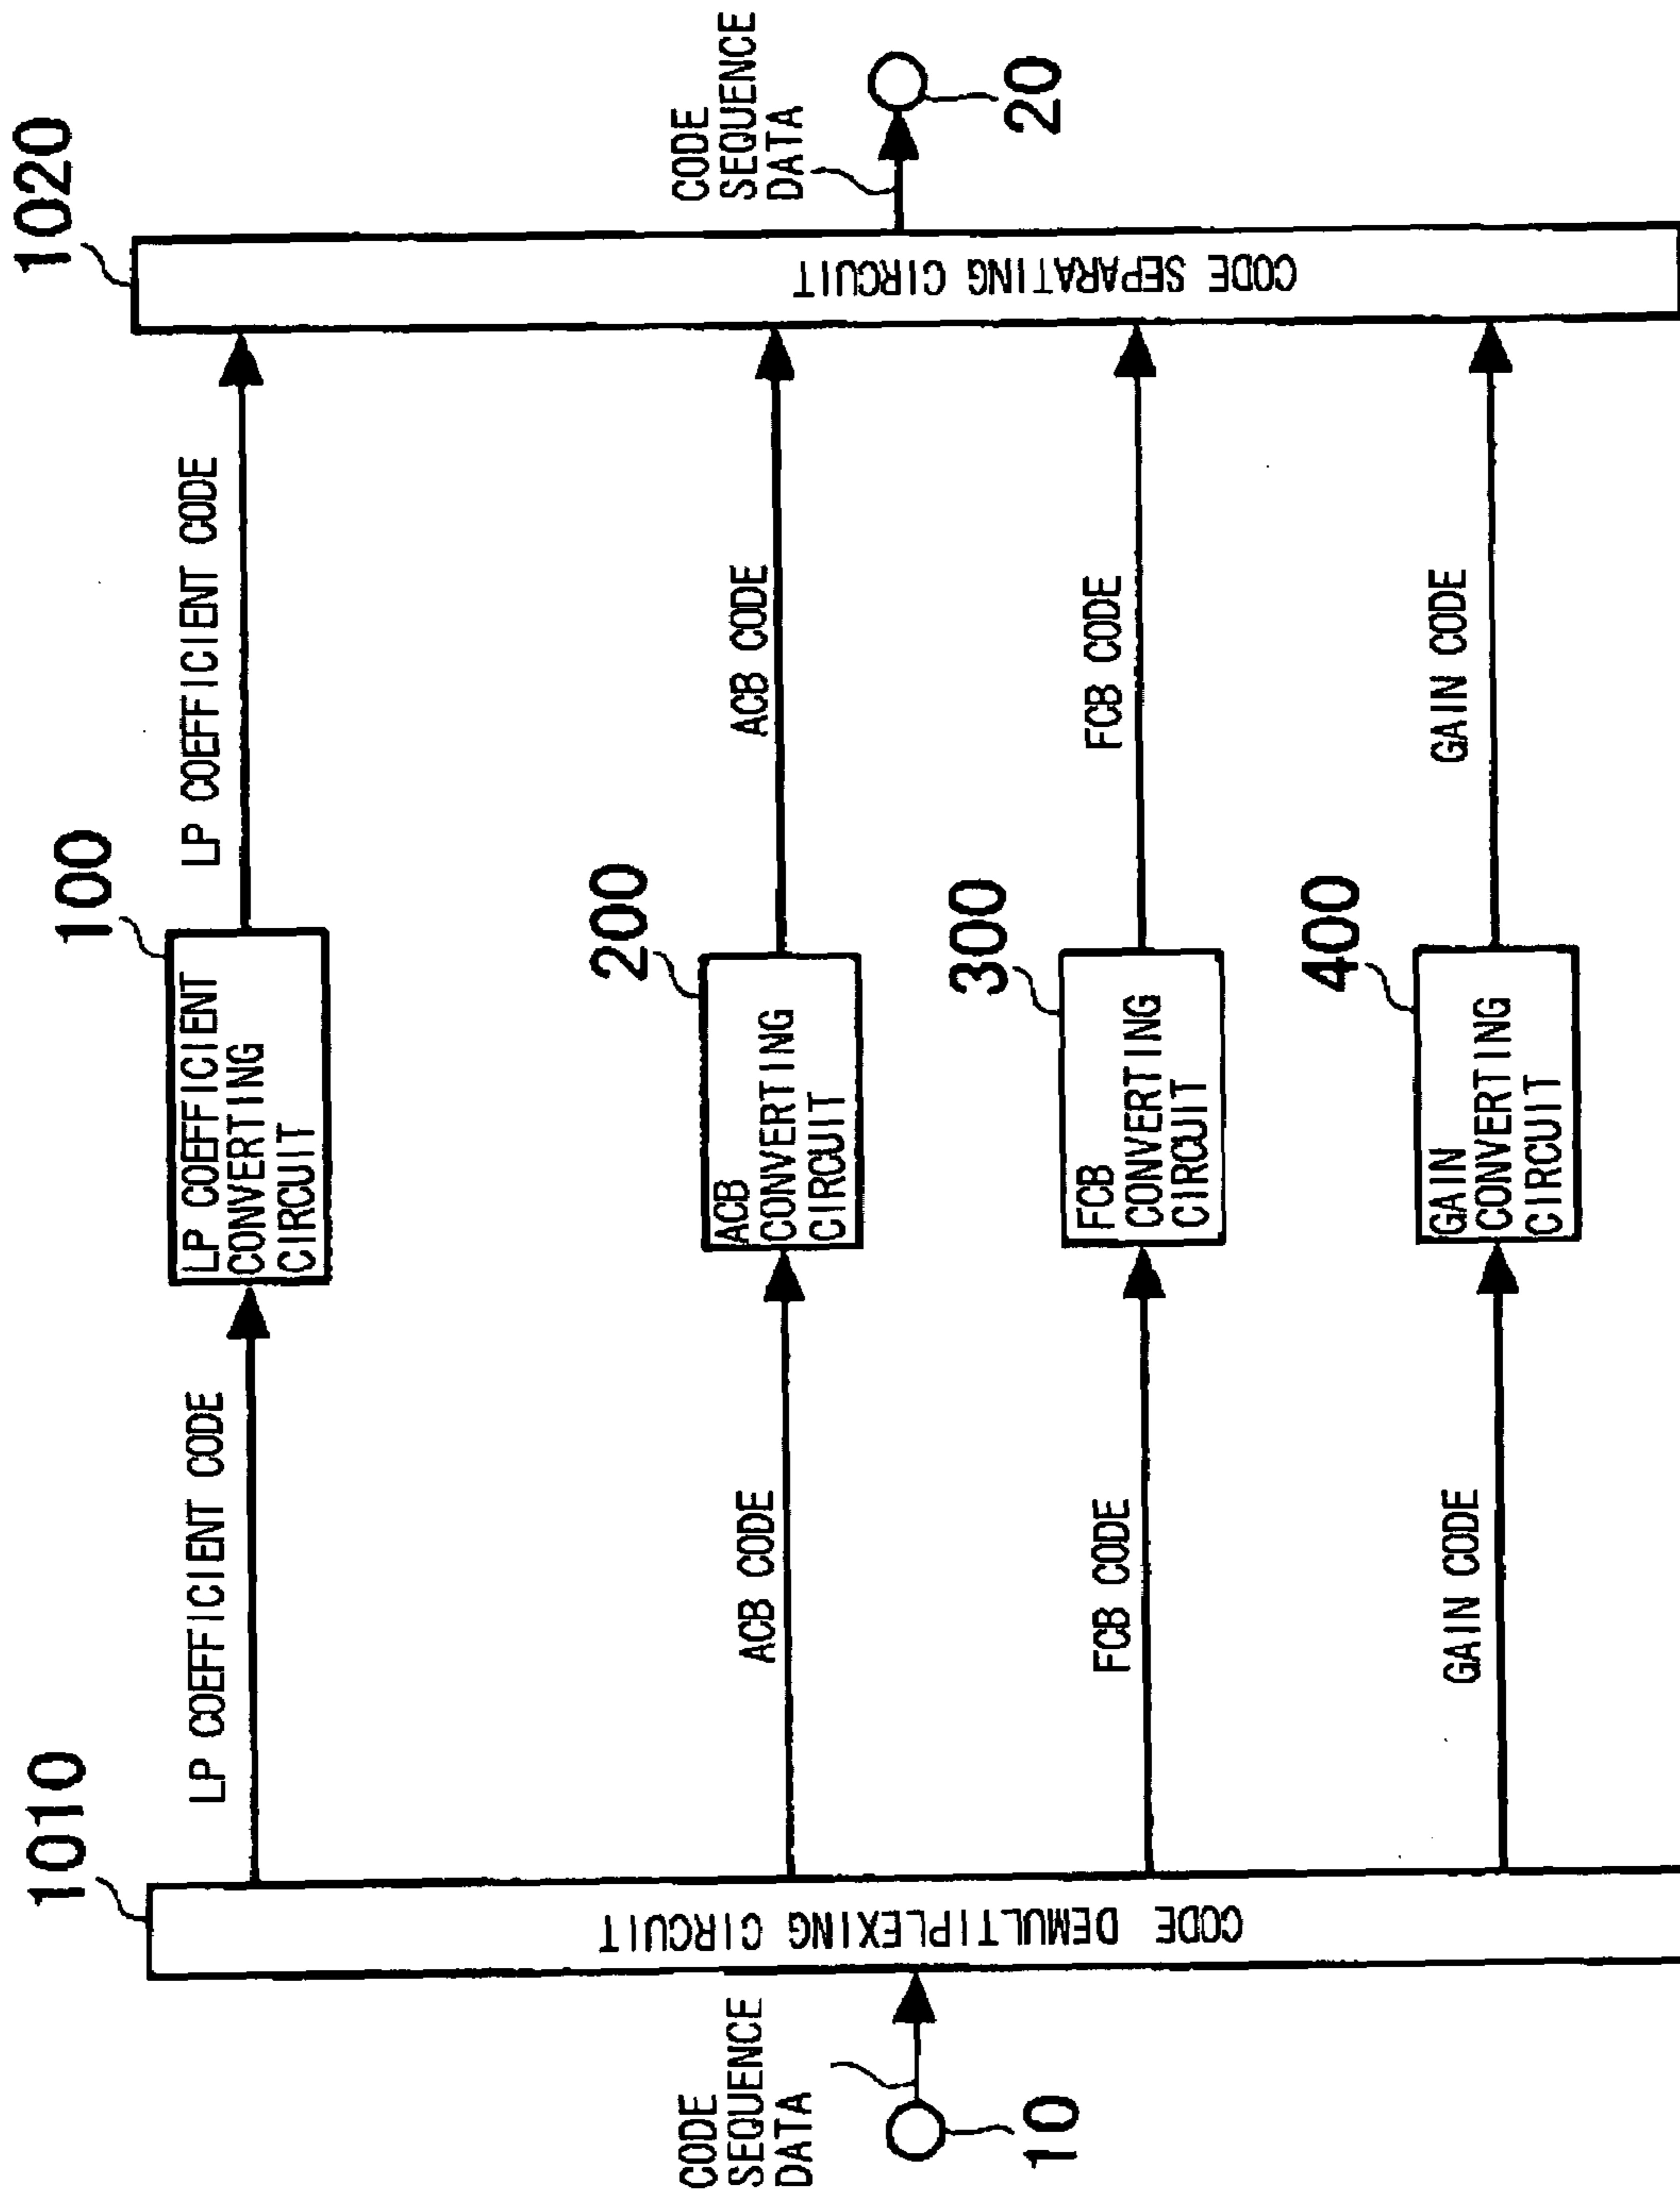 CODE
SEQUENCE
DATA
10
1010
CODE DEMULTIPLEXING CIRCUIT
LP COEFFICIENT CODE
100
LP COEFFICIENT
CONVERTING
CIRCUIT
LP COEFFICIENT CODE
ACB CODE
200
ACB
CONVERTING
CIRCUIT
ACB CODE
FCB CODE
300
FCB
CONVERTING
CIRCUIT
FCB CODE
GAIN CODE
400
GAIN
CONVERTING
CIRCUIT
GAIN CODE
1020
CODE SEPARATING CIRCUIT
CODE
SEQUENCE
DATA
20